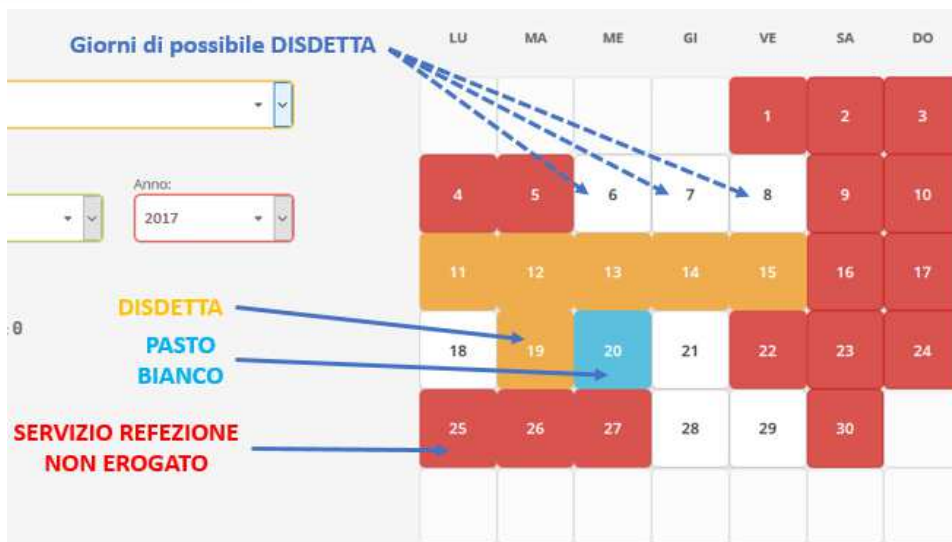 Giorni di possibile DISDETTA
LU MA ME GI VE SA DO
1 2 3
Anno:
2017
4 5 6 7 8 9 10
11 12 13 14 15 16 17
DISDETTA
0
PASTO
BIANCO
18 19 20 21 22 23 24
SERVIZIO REFEZIONE
NON EROGATO
25 26 27 28 29 30